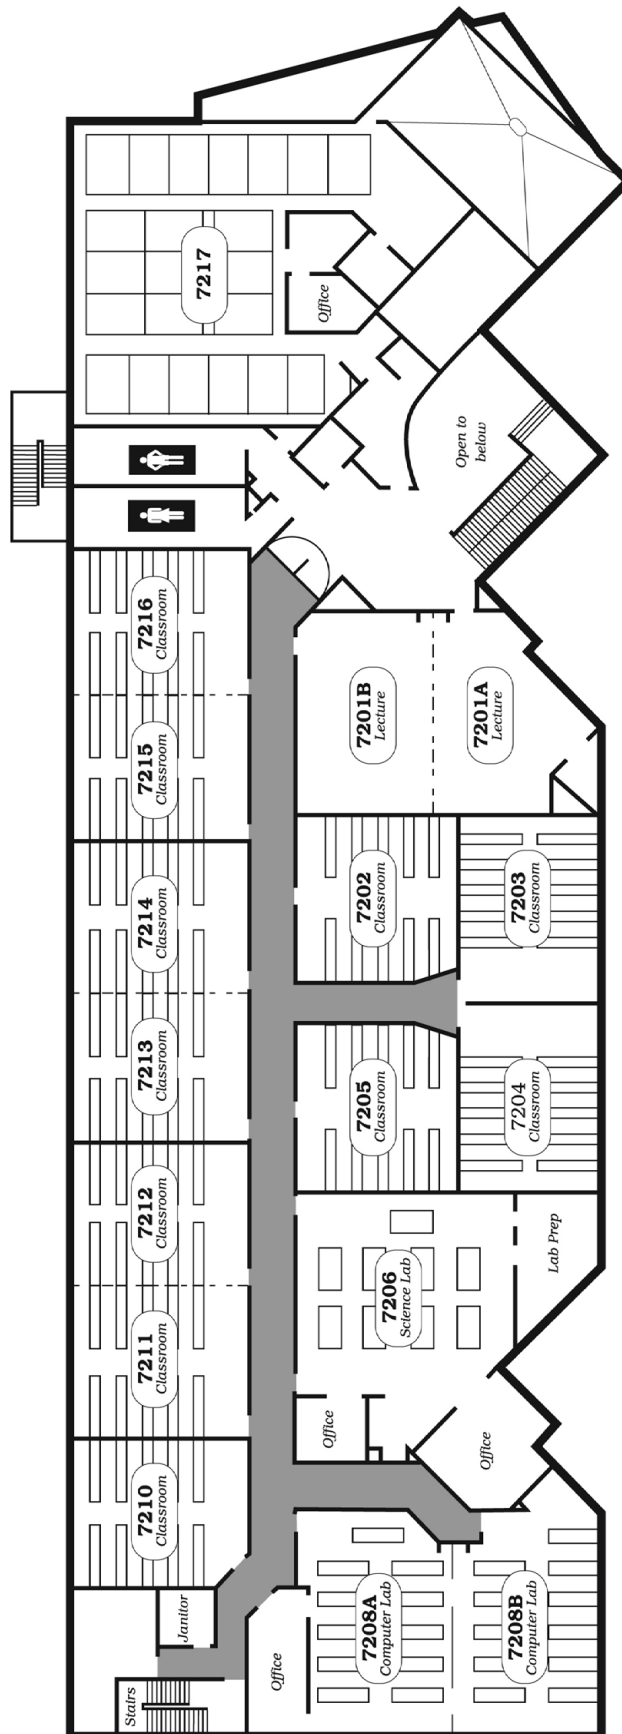 7217
Office
Open to
below
7216
Classroom
7215
Classroom
7201B
Lecture
7201A
Lecture
7214
Classroom
7202
Classroom
7203
Classroom
7213
Classroom
7205
Classroom
7204
Classroom
7212
Classroom
7206
Science Lab
Lab Prep
7211
Classroom
Office
Office
7210
Classroom
Janitor
7208A
Computer Lab
7208B
Computer Lab
Office
Stairs